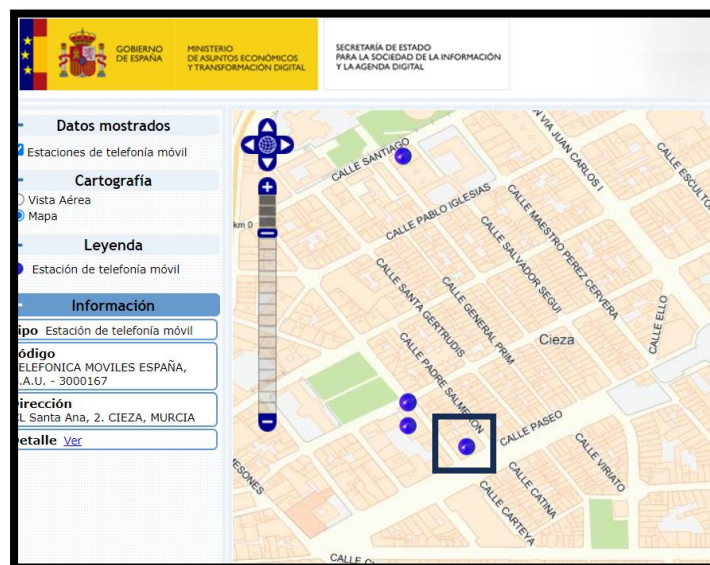 GOBIERNO
DE ESPAÑA
MINISTERIO
DE ASUNTOS ECONÓMICOS
Y TRANSFORMACIÓN DIGITAL
SECRETARÍA DE ESTADO
PARA LA SOCIEDAD DE LA INFORMACIÓN
Y LA AGENDA DIGITAL
Datos mostrados
Estaciones de telefonía móvil
Cartografía
Vista Aérea
Mapa
Leyenda
Estación de telefonía móvil
Información
ipo Estación de telefonía móvil
ódigo
ELEFONICA MOVILES ESPAÑA,
.A.U. - 3000167
irección
L Santa Ana, 2. CIEZA, MURCIA
etalle Ver
km 0
CALLE SANTIAGO
N VIA JUAN CARLOS I
CALLE ESCULTO
CALLE PABLO IGLESIAS
CALLE MAESTRO PEREZ CERVERA
CALLE SALVADOR SEGUI
CALLE SANTA GERTRUDIS
CALLE GENERAL PRIM
CALLE ELLO
Cieza
CALLE PADRE SALMERON
CALLE PASEO
CALLE VIRIATO
CALLE CATINA
CALLE CARTEYA
MESONES
CALLE